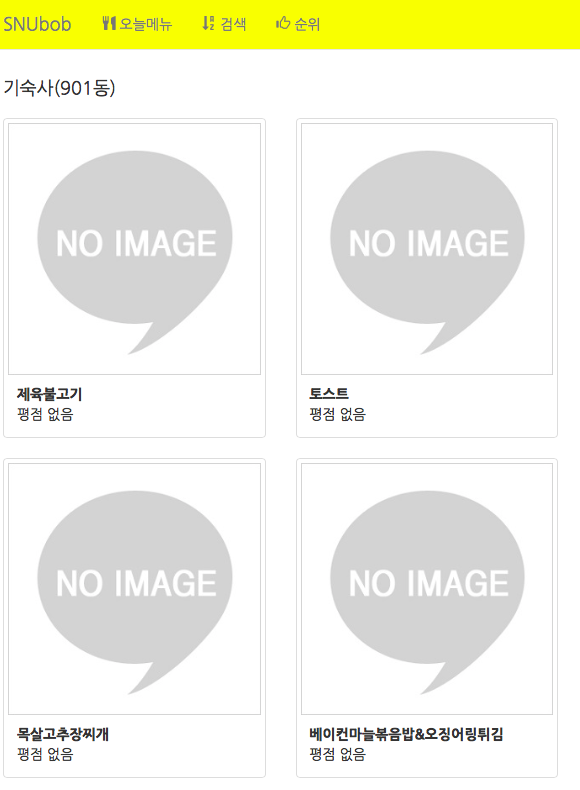 SNUbob 오늘메뉴 검색 순위
기숙사(901동)
NO IMAGE NO IMAGE
제육불고기 토스트
평점 없음 평점 없음
NO IMAGE NO IMAGE
목살고추장찌개 베이컨마늘볶음밥&오징어링튀김
평점 없음 평점 없음